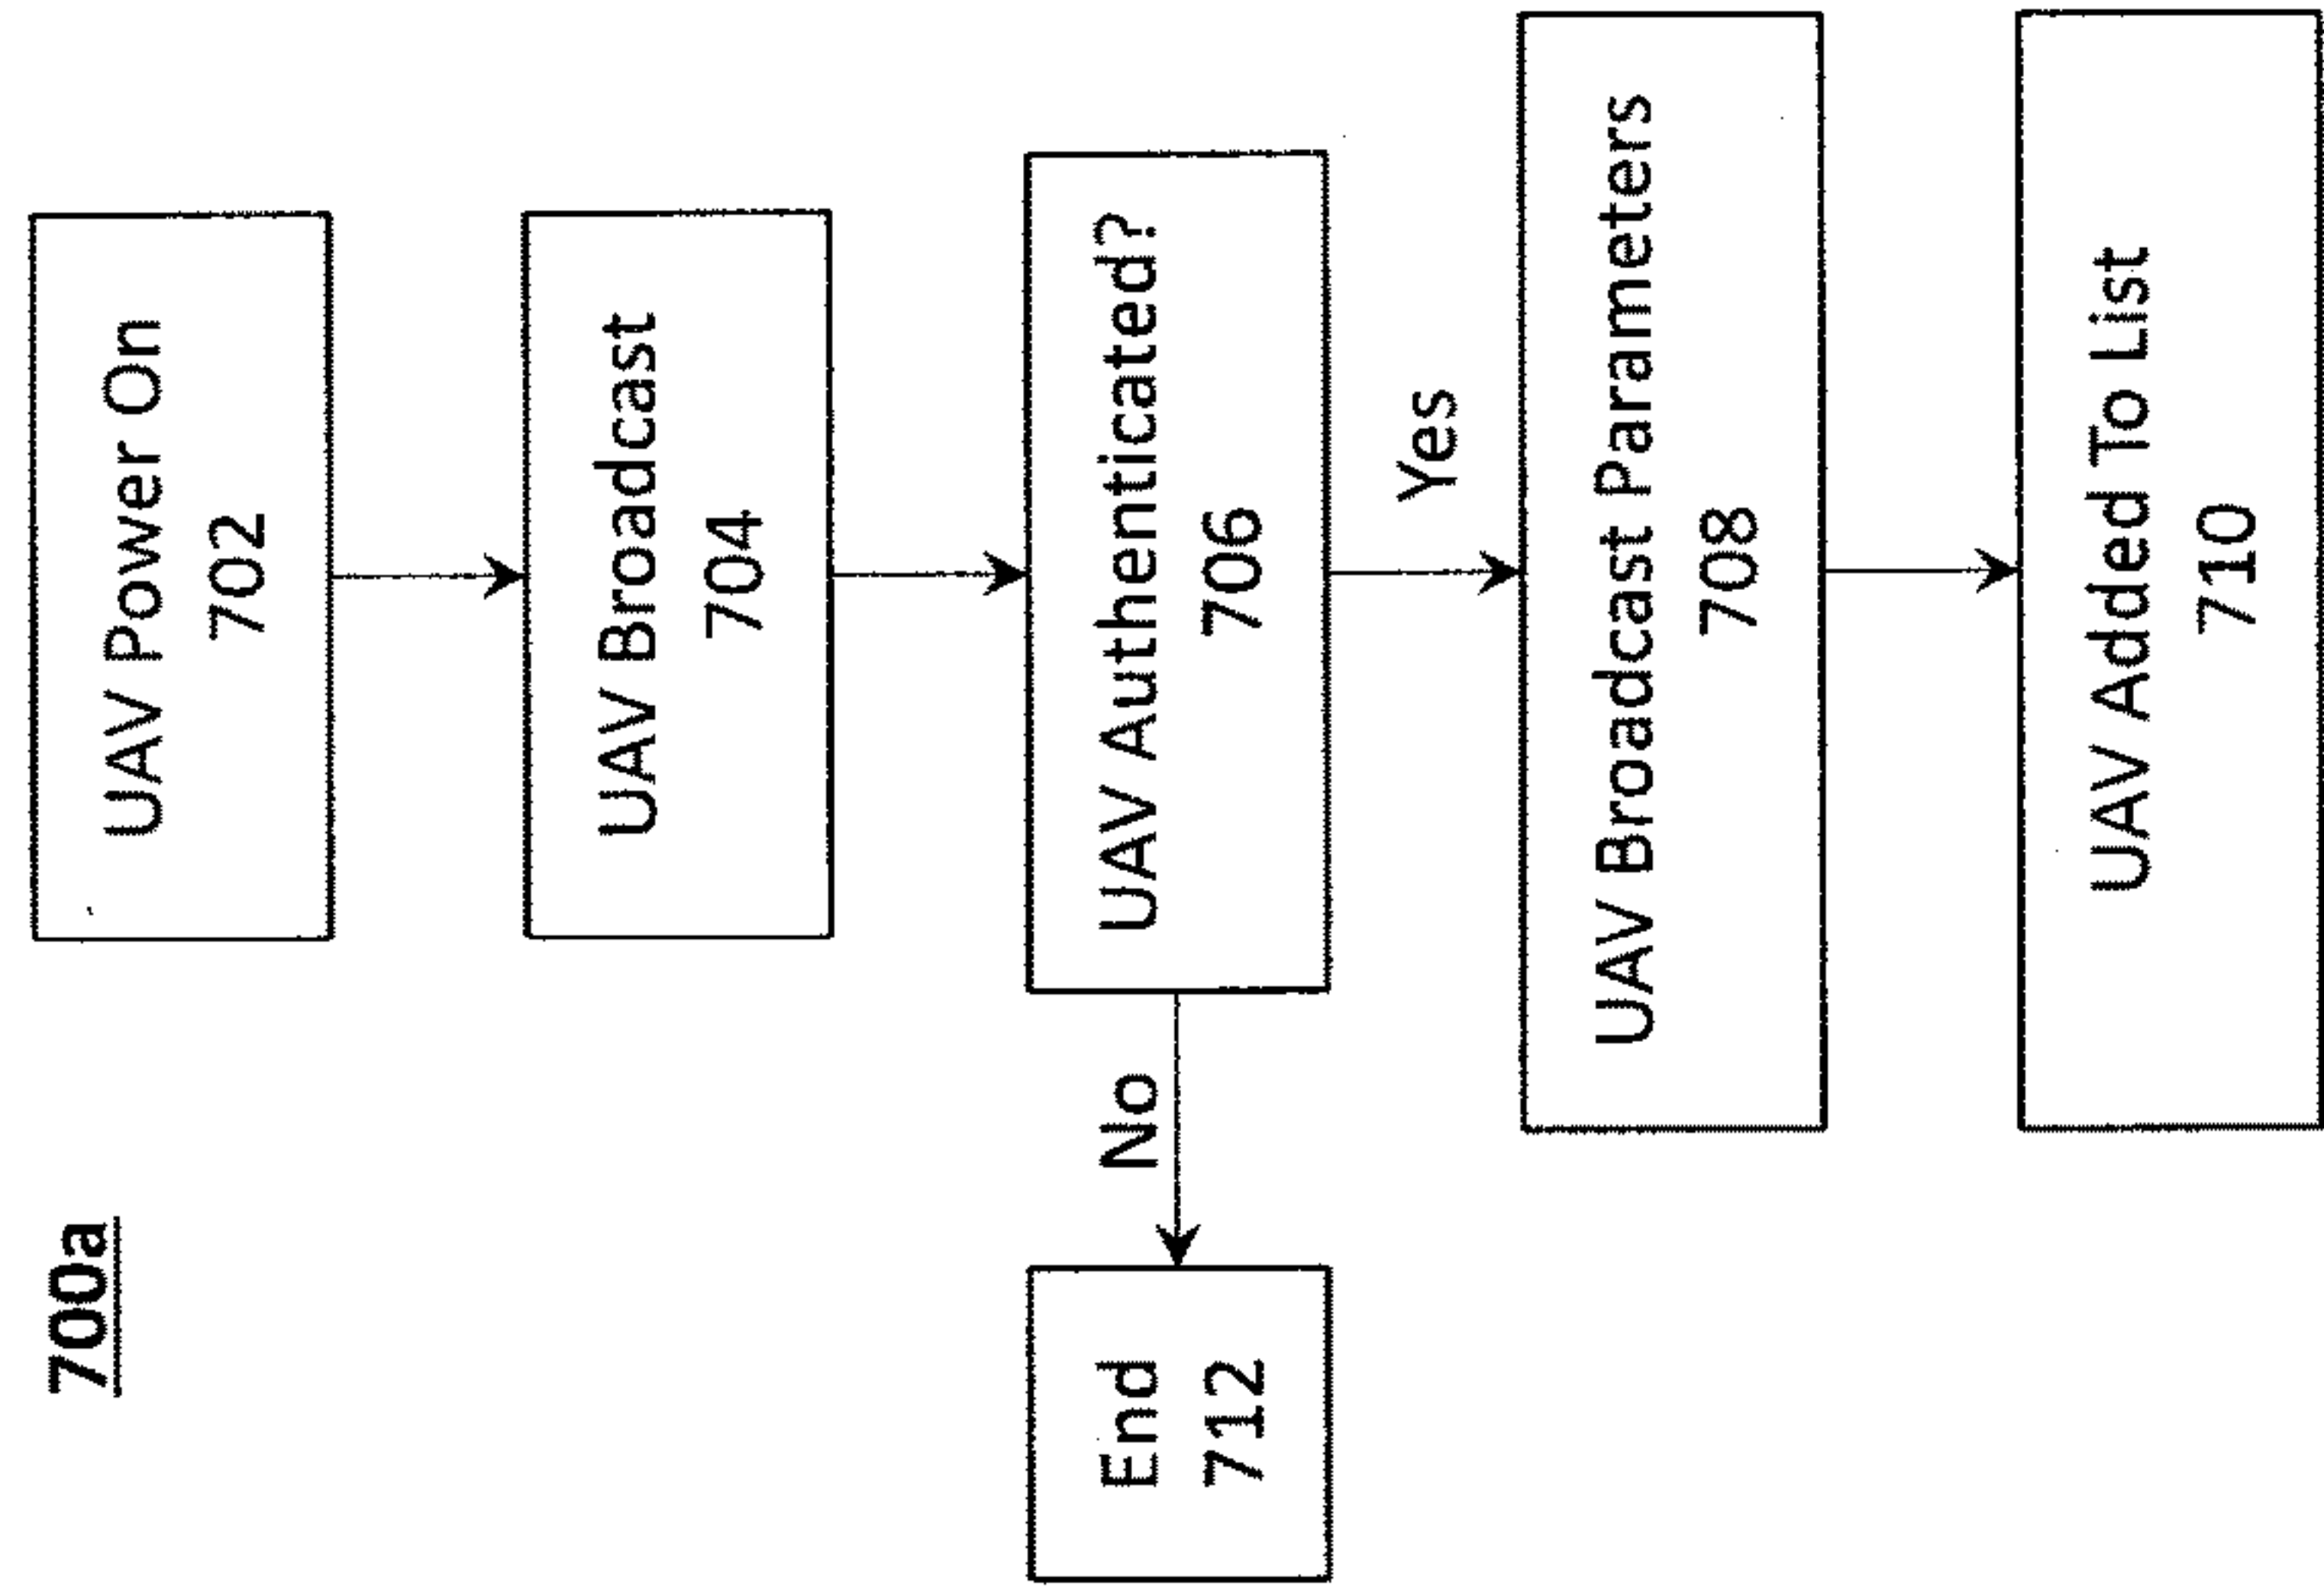 700a
UAV Power On
702
UAV Broadcast
704
UAV Authenticated?
706
No
End
712
Yes
UAV Broadcast Parameters
708
UAV Added To List
710